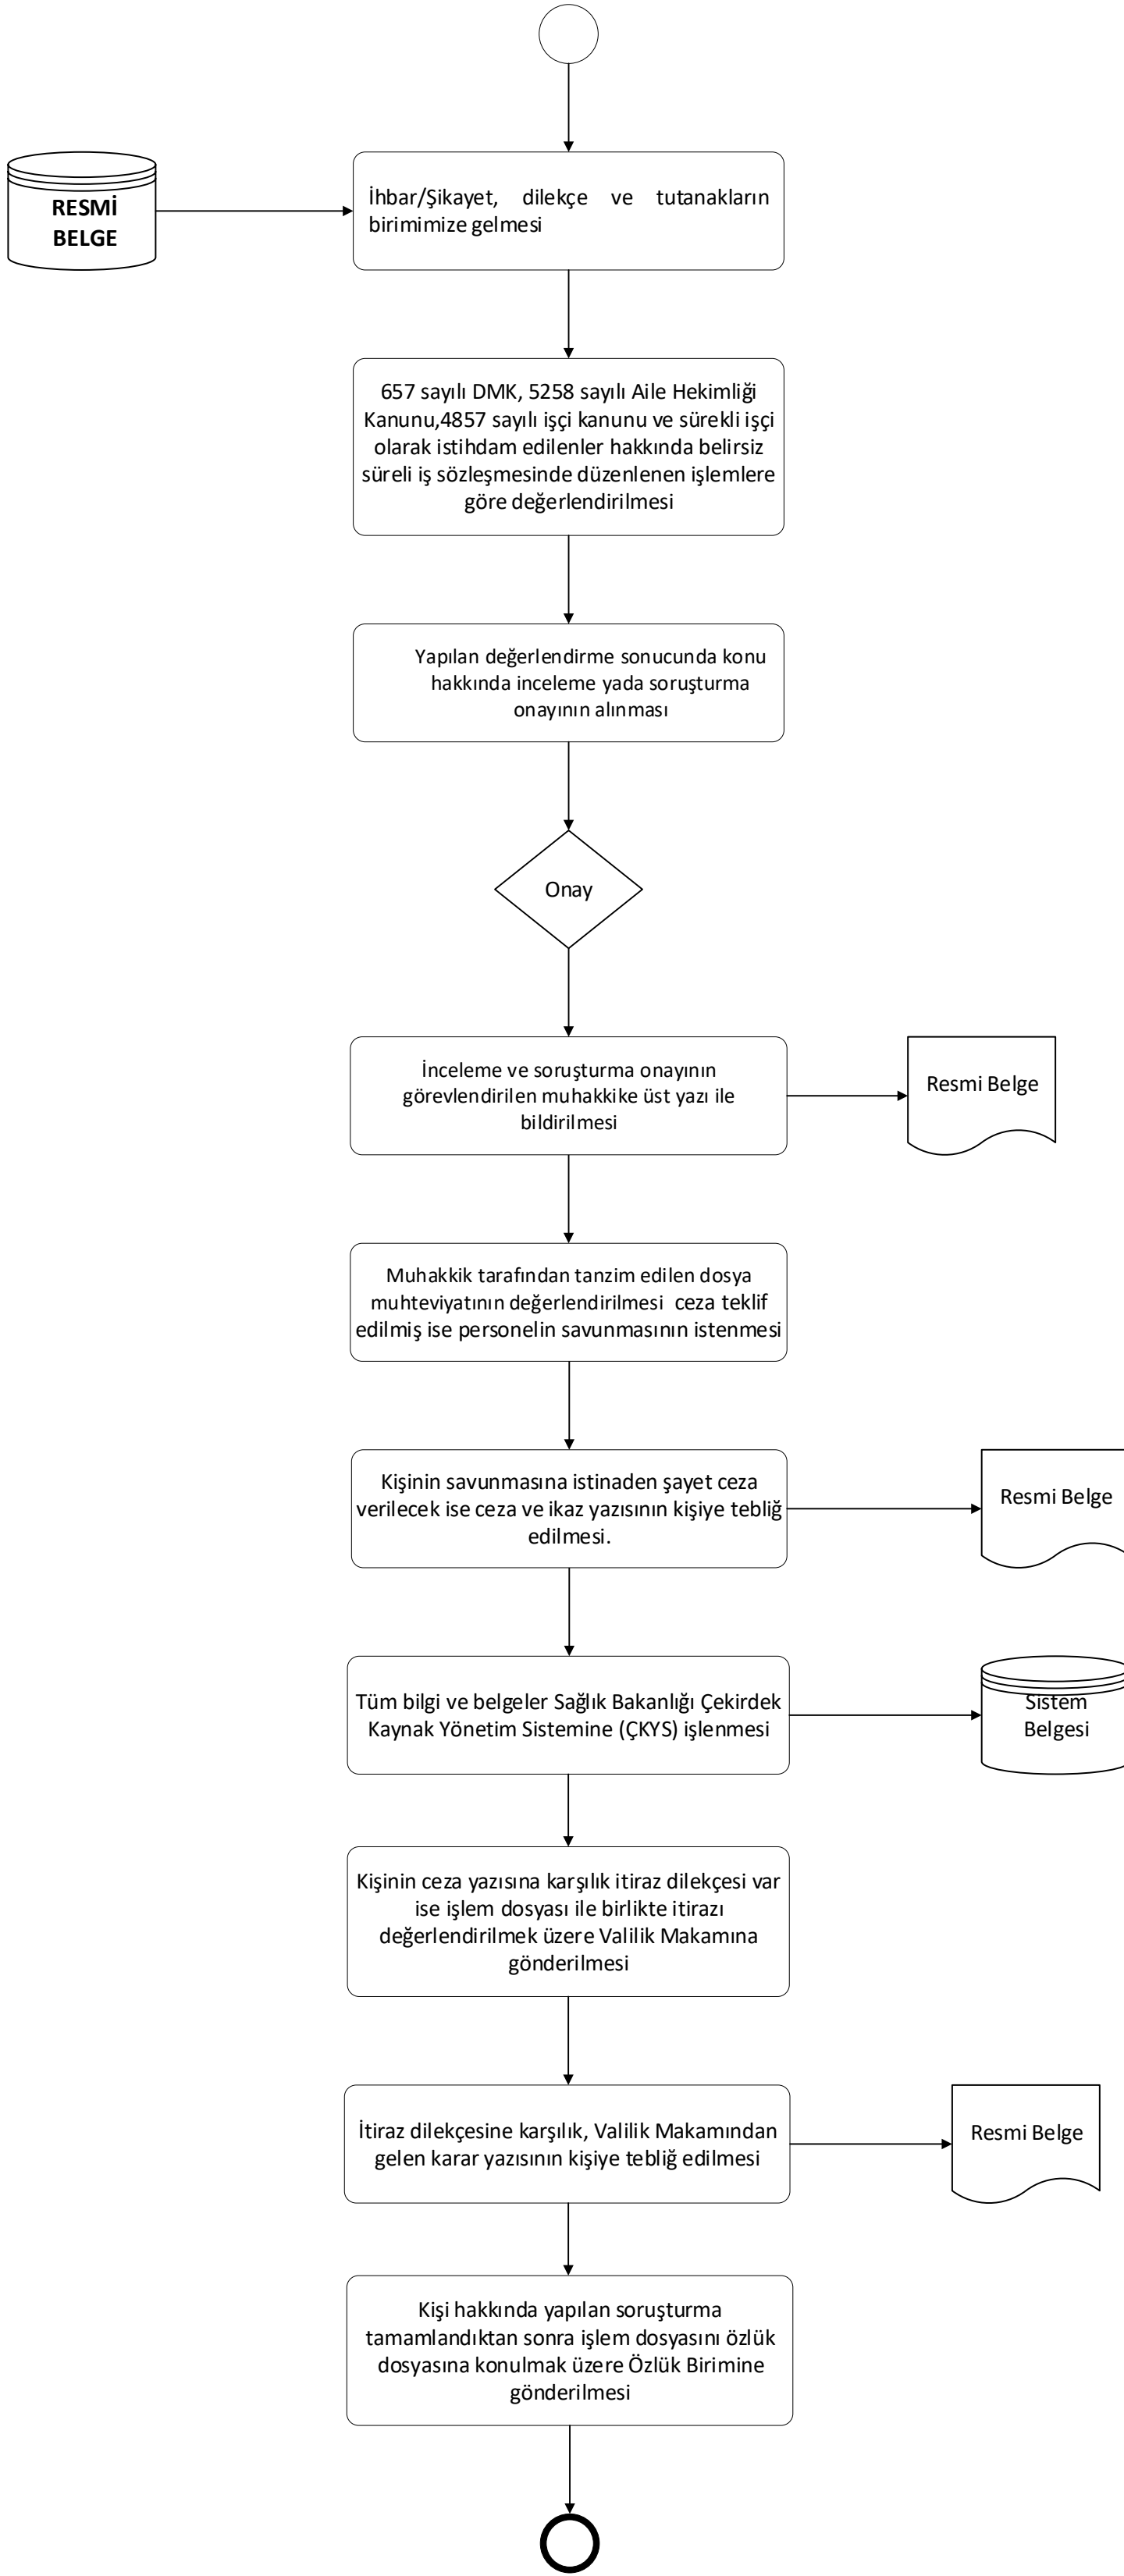 RESMİ
BELGE
İhbar/Şikayet, dilekçe ve tutanakların
birimimize gelmesi
657 sayılı DMK, 5258 sayılı Aile Hekimliği
Kanunu,4857 sayılı işçi kanunu ve sürekli işçi
olarak istihdam edilenler hakkında belirsiz
süreli iş sözleşmesinde düzenlenen işlemlere
göre değerlendirilmesi
Yapılan değerlendirme sonucunda konu
hakkında inceleme yada soruşturma
onayının alınması
Onay
İnceleme ve soruşturma onayının
görevlendirilen muhakkike üst yazı ile
bildirilmesi
Resmi Belge
Muhakkik tarafından tanzim edilen dosya
muhteviyatının değerlendirilmesi ceza teklif
edilmiş ise personelin savunmasının istenmesi
Kişinin savunmasına istinaden şayet ceza
verilecek ise ceza ve ikaz yazısının kişiye tebliğ
edilmesi.
Resmi Belge
Tüm bilgi ve belgeler Sağlık Bakanlığı Çekirdek
Kaynak Yönetim Sistemine (ÇKYS) işlenmesi
Sistem
Belgesi
Kişinin ceza yazısına karşılık itiraz dilekçesi var
ise işlem dosyası ile birlikte itirazı
değerlendirilmek üzere Valilik Makamına
gönderilmesi
İtiraz dilekçesine karşılık, Valilik Makamından
gelen karar yazısının kişiye tebliğ edilmesi
Resmi Belge
Kişi hakkında yapılan soruşturma
tamamlandıktan sonra işlem dosyasını özlük
dosyasına konulmak üzere Özlük Birimine
gönderilmesi